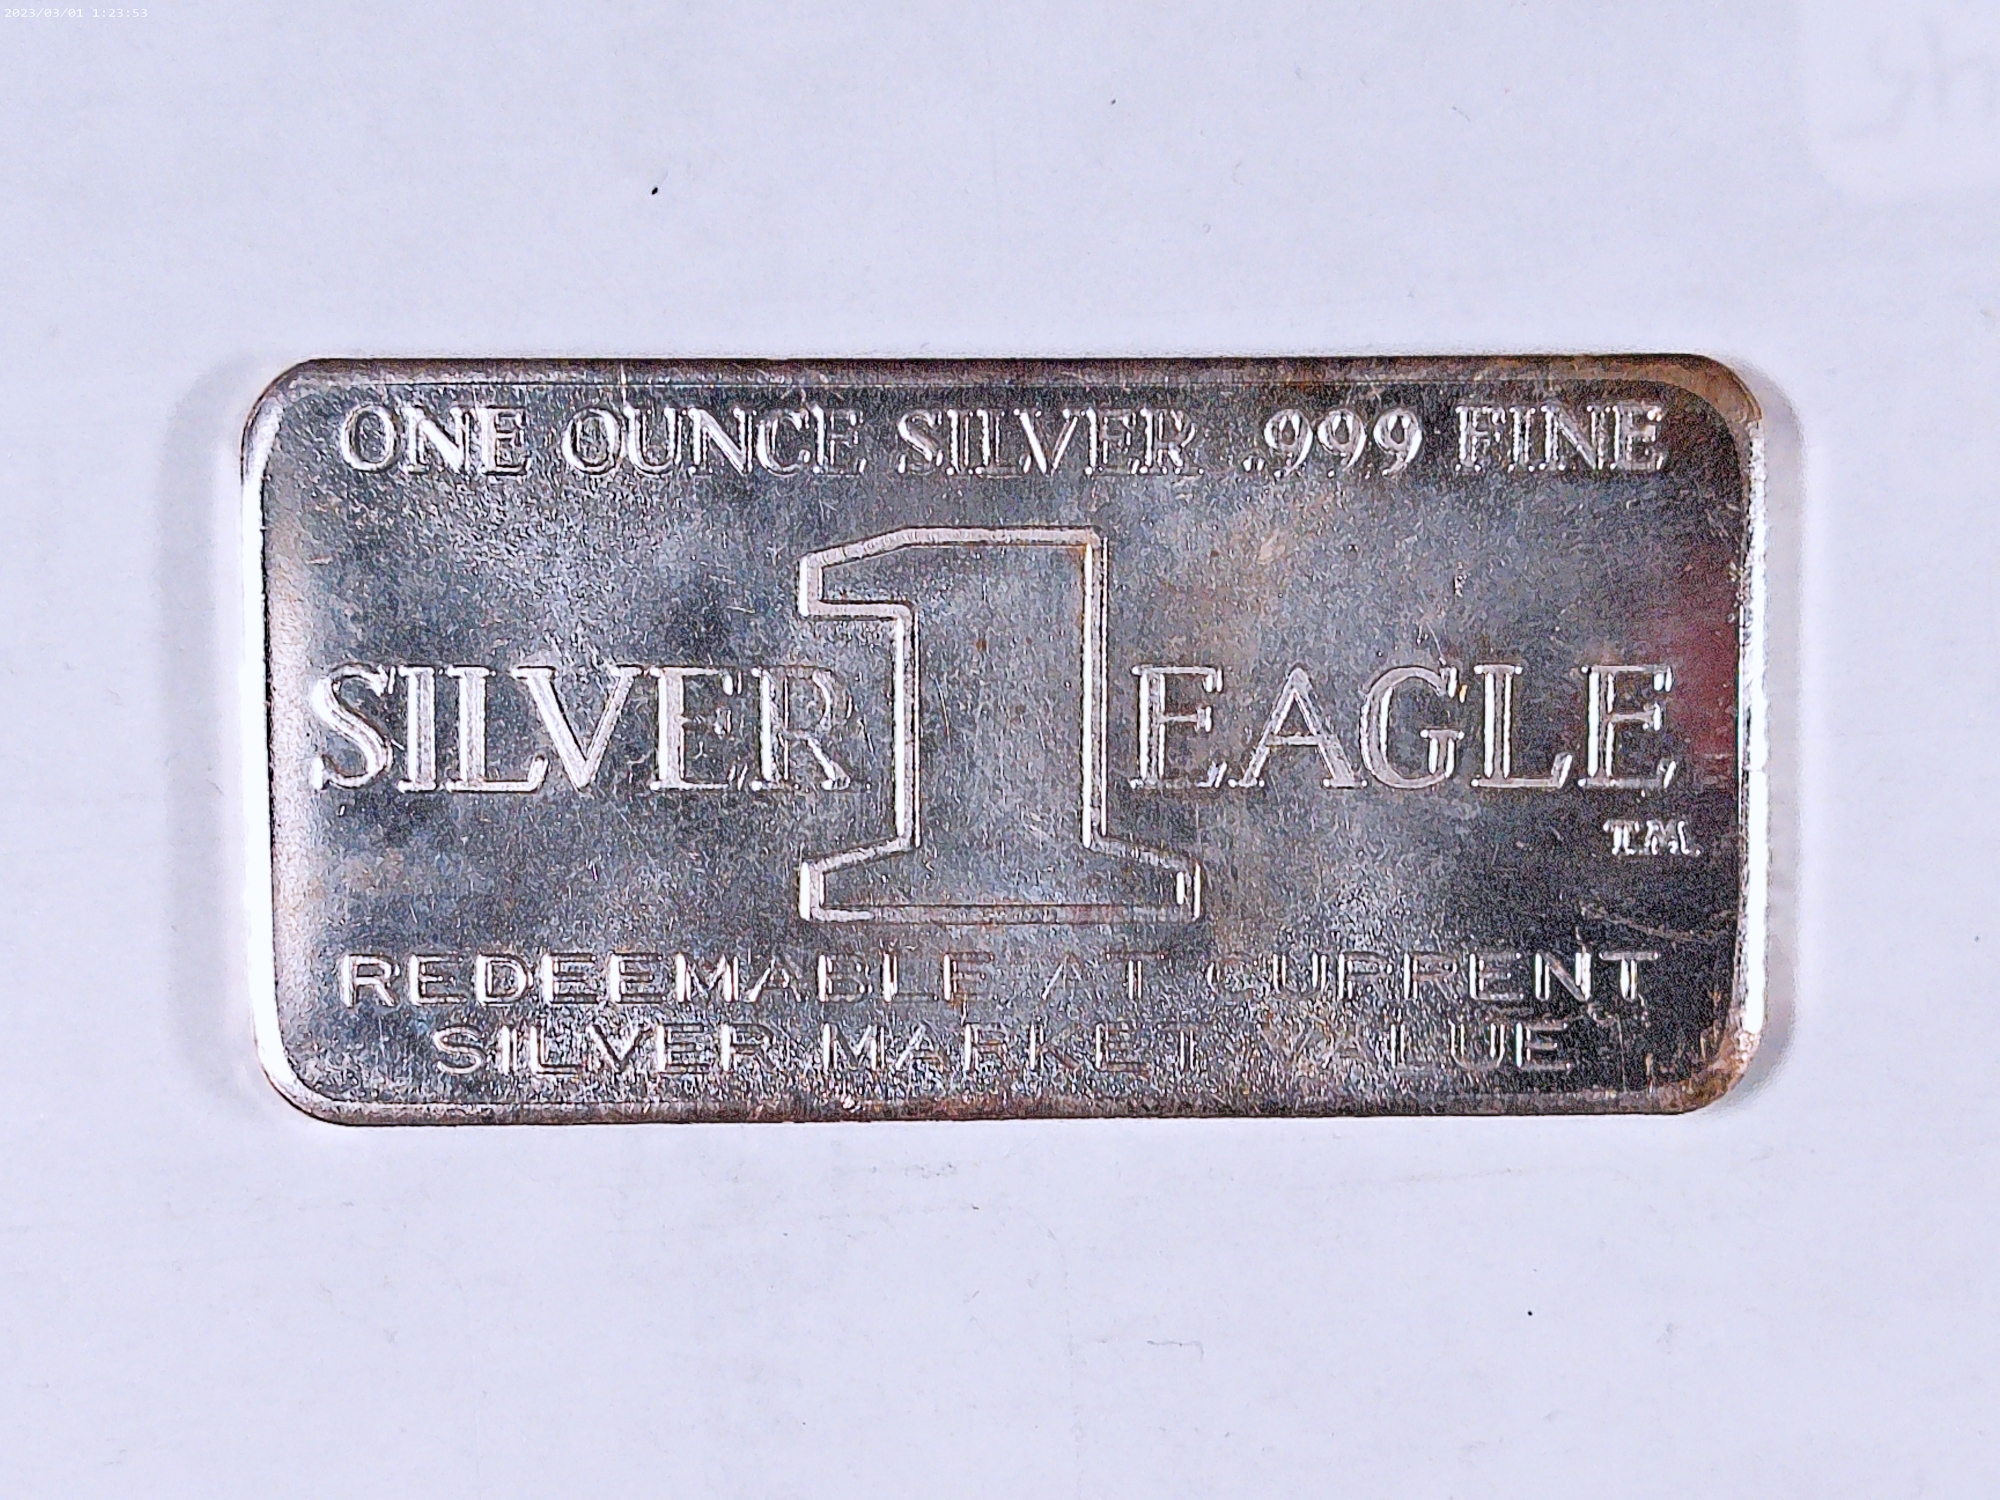 2023/03/01 1:23:53
ONE OUNCE SILVER .999 FINE
SILVER 1 EAGLE
T.M.
REDEEMABLE AT CURRENT
SILVER MARKET VALUE